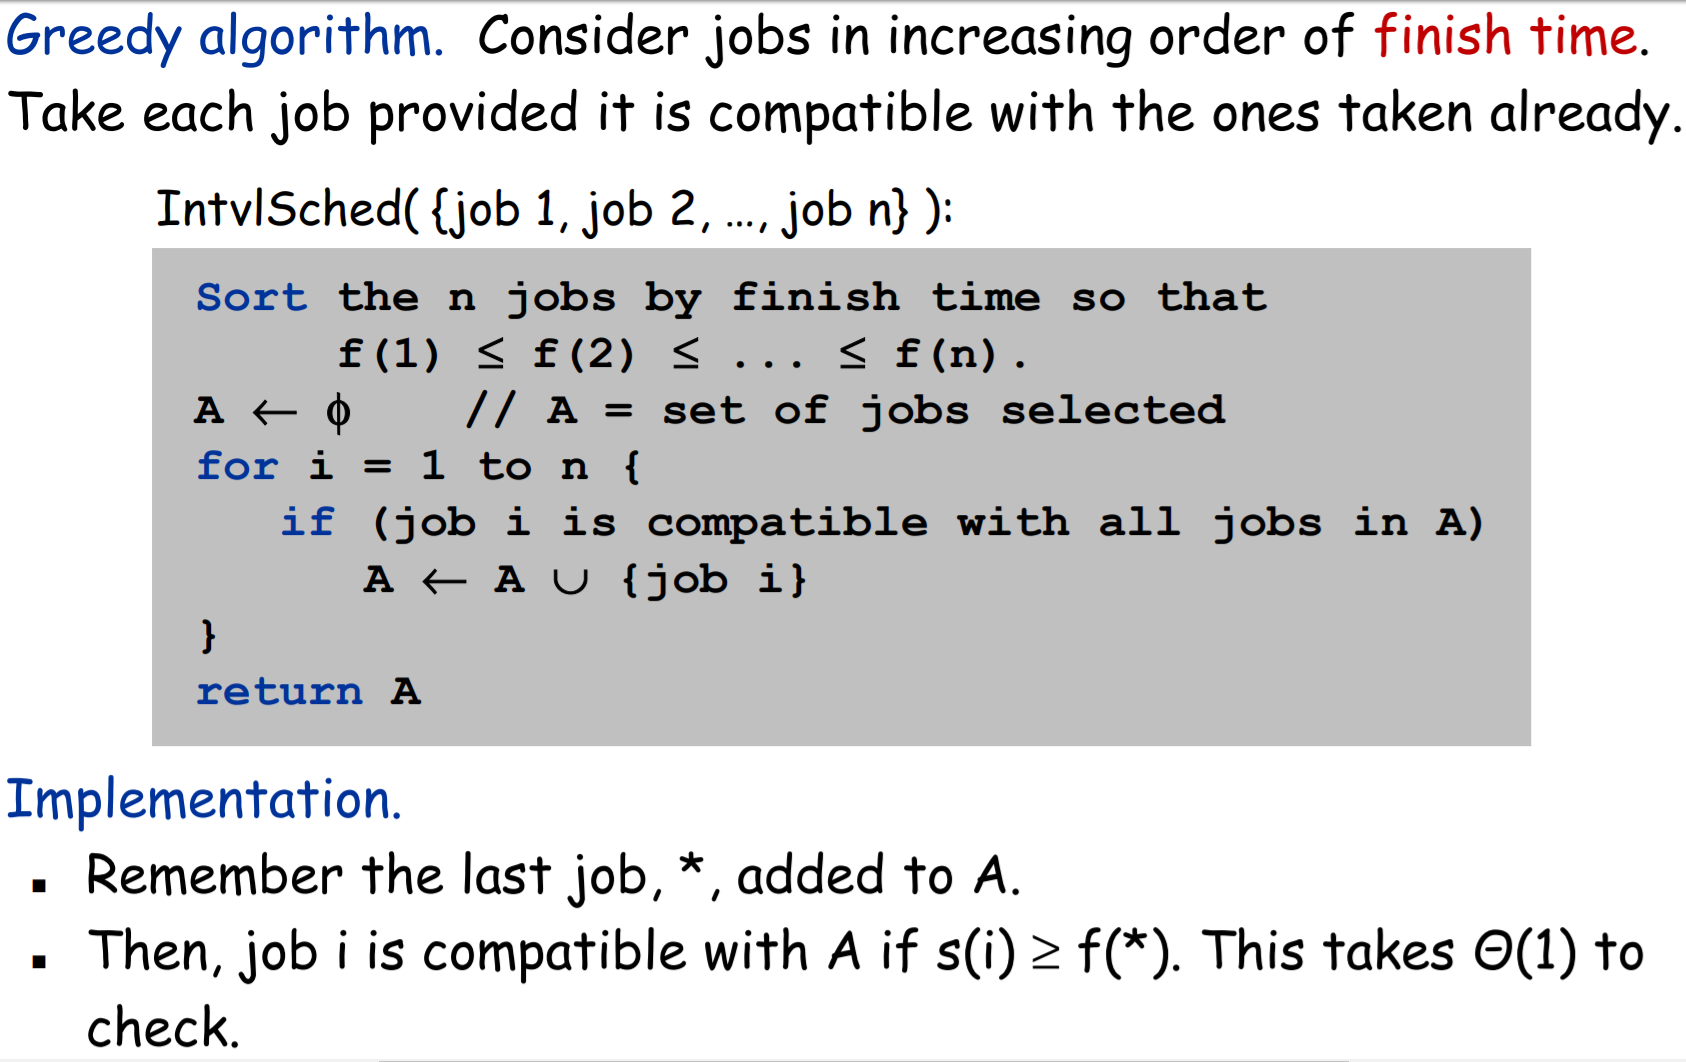 Greedy algorithm. Consider jobs in increasing order of finish time.
Take each job provided it is compatible with the ones taken already.
IntvlSched( {job 1, job 2, …, job n} ):
Sort the n jobs by finish time so that
f(1) ≤ f(2) ≤ ... ≤ f(n).
A ← ϕ // A = set of jobs selected
for i = 1 to n {
if (job i is compatible with all jobs in A)
A ← A ∪ {job i}
}
return A
Implementation.
▪ Remember the last job, *, added to A.
▪ Then, job i is compatible with A if s(i) ≥ f(*). This takes Θ(1) to
check.